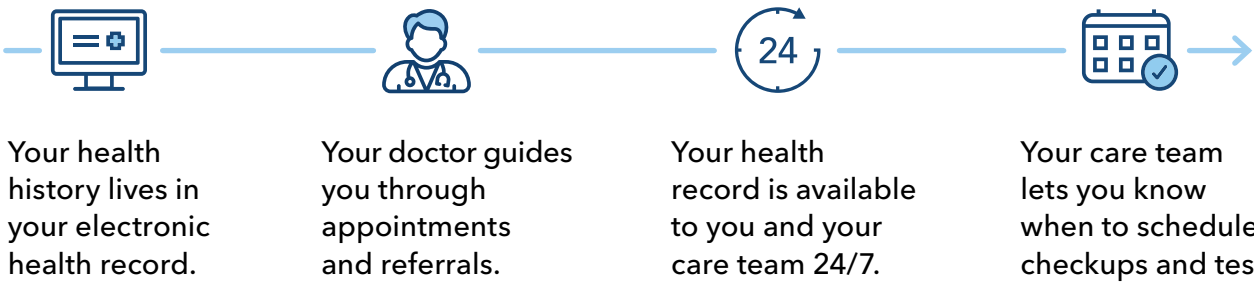 24
Your health
history lives in
your electronic
health record.
Your doctor guides
you through
appointments
and referrals.
Your health
record is available
to you and your
care team 24/7.
Your care team
lets you know
when to schedule
checkups and